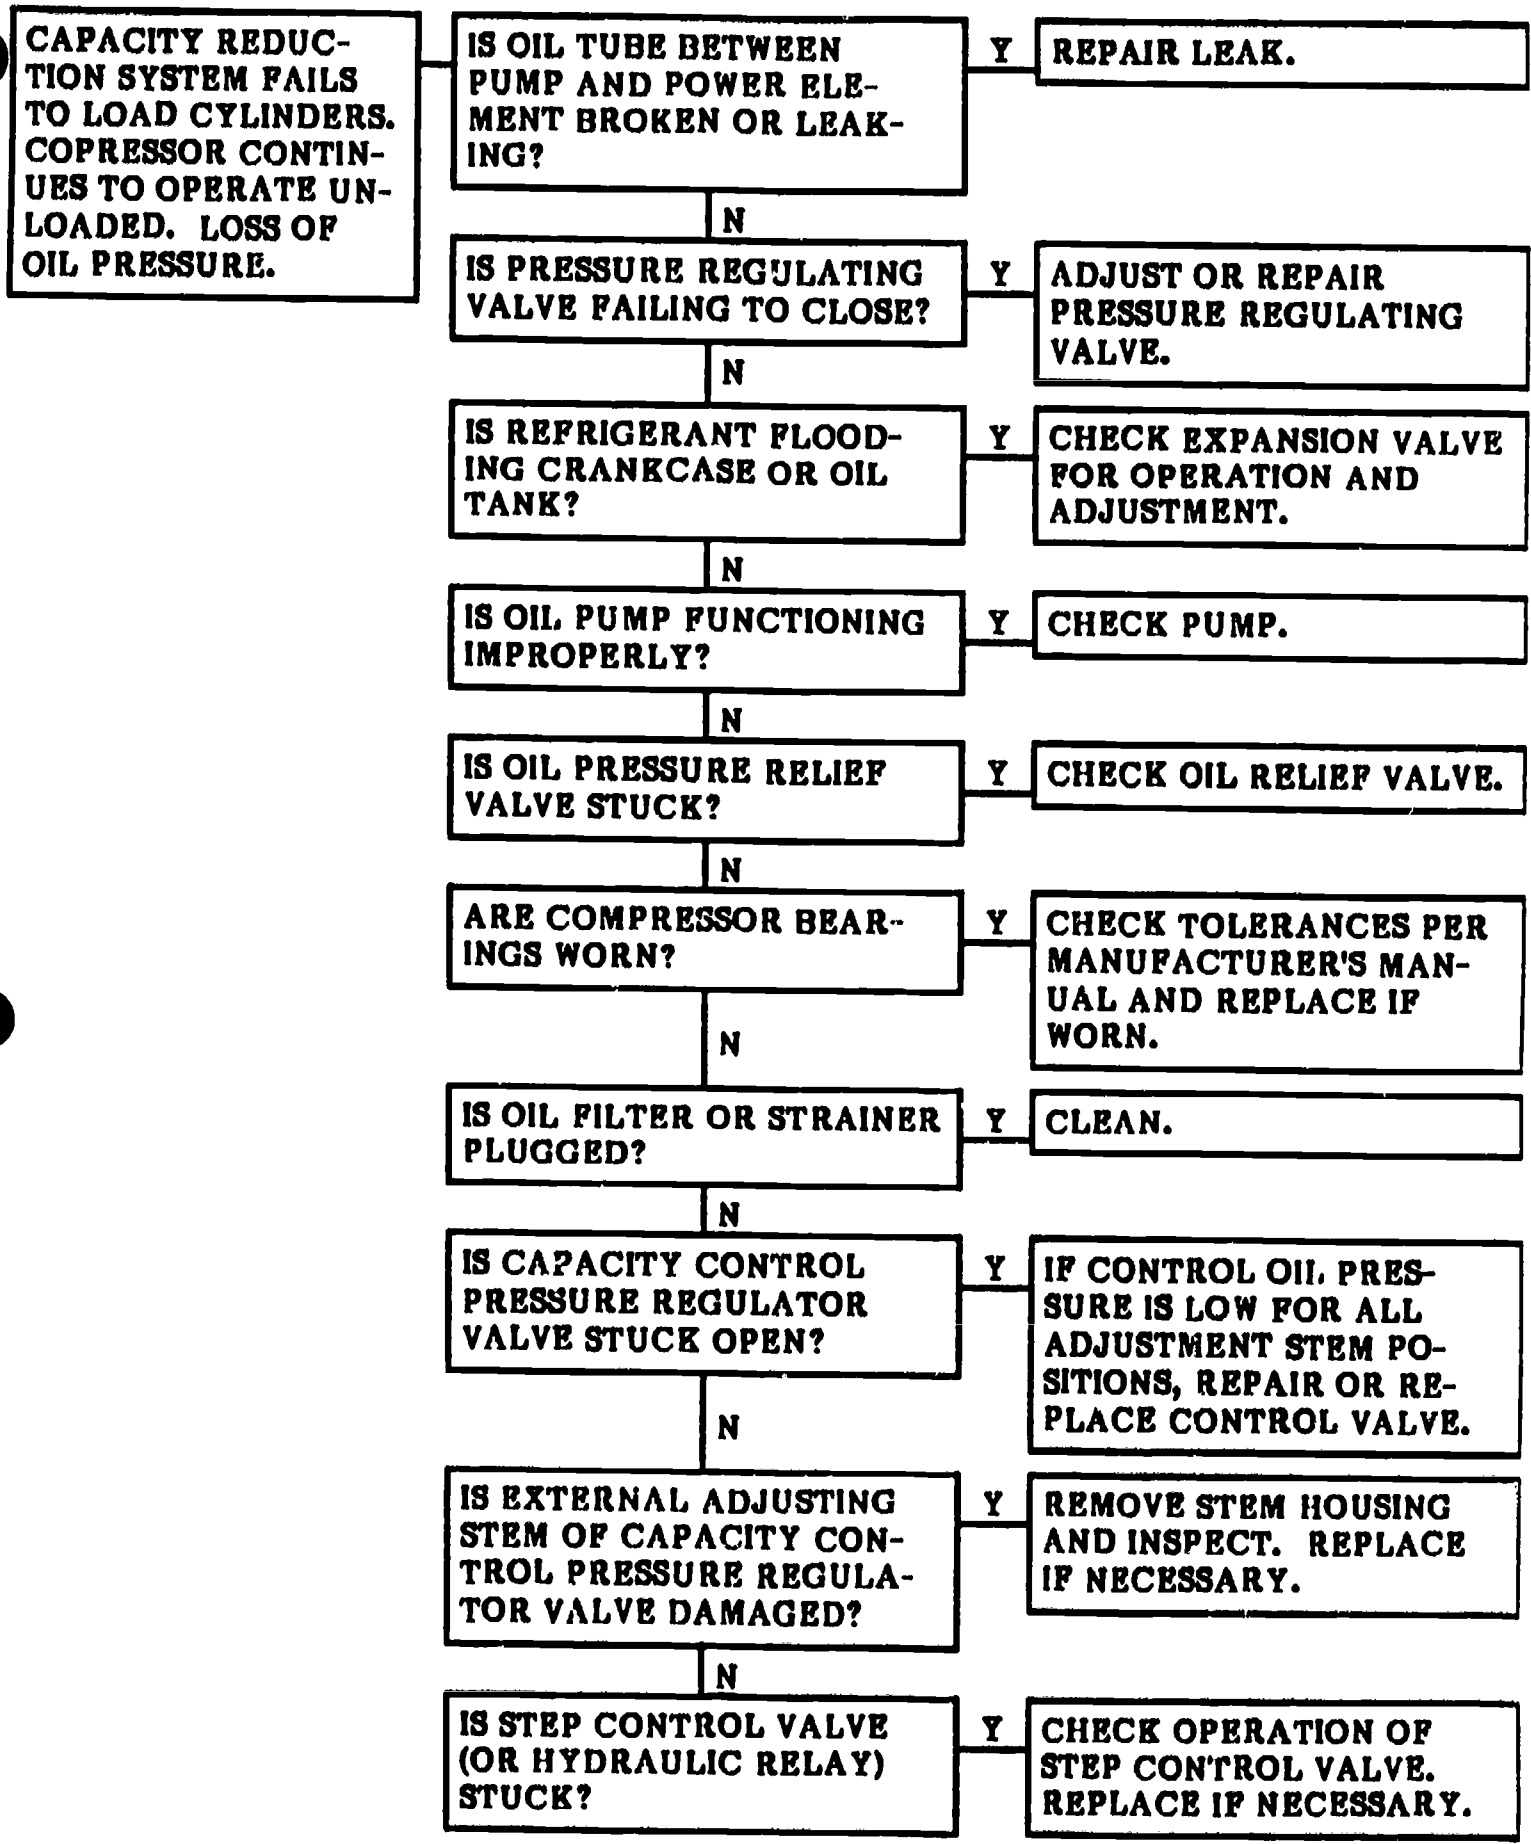 CAPACITY REDUC-
TION SYSTEM FAILS
TO LOAD CYLINDERS.
COPRESSOR CONTIN-
UES TO OPERATE UN-
LOADED. LOSS OF
OIL PRESSURE.
IS OIL TUBE BETWEEN
PUMP AND POWER ELE-
MENT BROKEN OR LEAK-
ING?
Y
REPAIR LEAK.
N
IS PRESSURE REGULATING
VALVE FAILING TO CLOSE?
Y
ADJUST OR REPAIR
PRESSURE REGULATING
VALVE.
N
IS REFRIGERANT FLOOD-
ING CRANKCASE OR OIL
TANK?
Y
CHECK EXPANSION VALVE
FOR OPERATION AND
ADJUSTMENT.
N
IS OIL PUMP FUNCTIONING
IMPROPERLY?
Y
CHECK PUMP.
N
IS OIL PRESSURE RELIEF
VALVE STUCK?
Y
CHECK OIL RELIEF VALVE.
N
ARE COMPRESSOR BEAR-
INGS WORN?
Y
CHECK TOLERANCES PER
MANUFACTURER'S MAN-
UAL AND REPLACE IF
WORN.
N
IS OIL FILTER OR STRAINER
PLUGGED?
Y
CLEAN.
N
IS CAPACITY CONTROL
PRESSURE REGULATOR
VALVE STUCK OPEN?
Y
IF CONTROL OIL PRES-
SURE IS LOW FOR ALL
ADJUSTMENT STEM PO-
SITIONS, REPAIR OR RE-
PLACE CONTROL VALVE.
N
IS EXTERNAL ADJUSTING
STEM OF CAPACITY CON-
TROL PRESSURE REGULA-
TOR VALVE DAMAGED?
Y
REMOVE STEM HOUSING
AND INSPECT. REPLACE
IF NECESSARY.
N
IS STEP CONTROL VALVE
(OR HYDRAULIC RELAY)
STUCK?
Y
CHECK OPERATION OF
STEP CONTROL VALVE.
REPLACE IF NECESSARY.